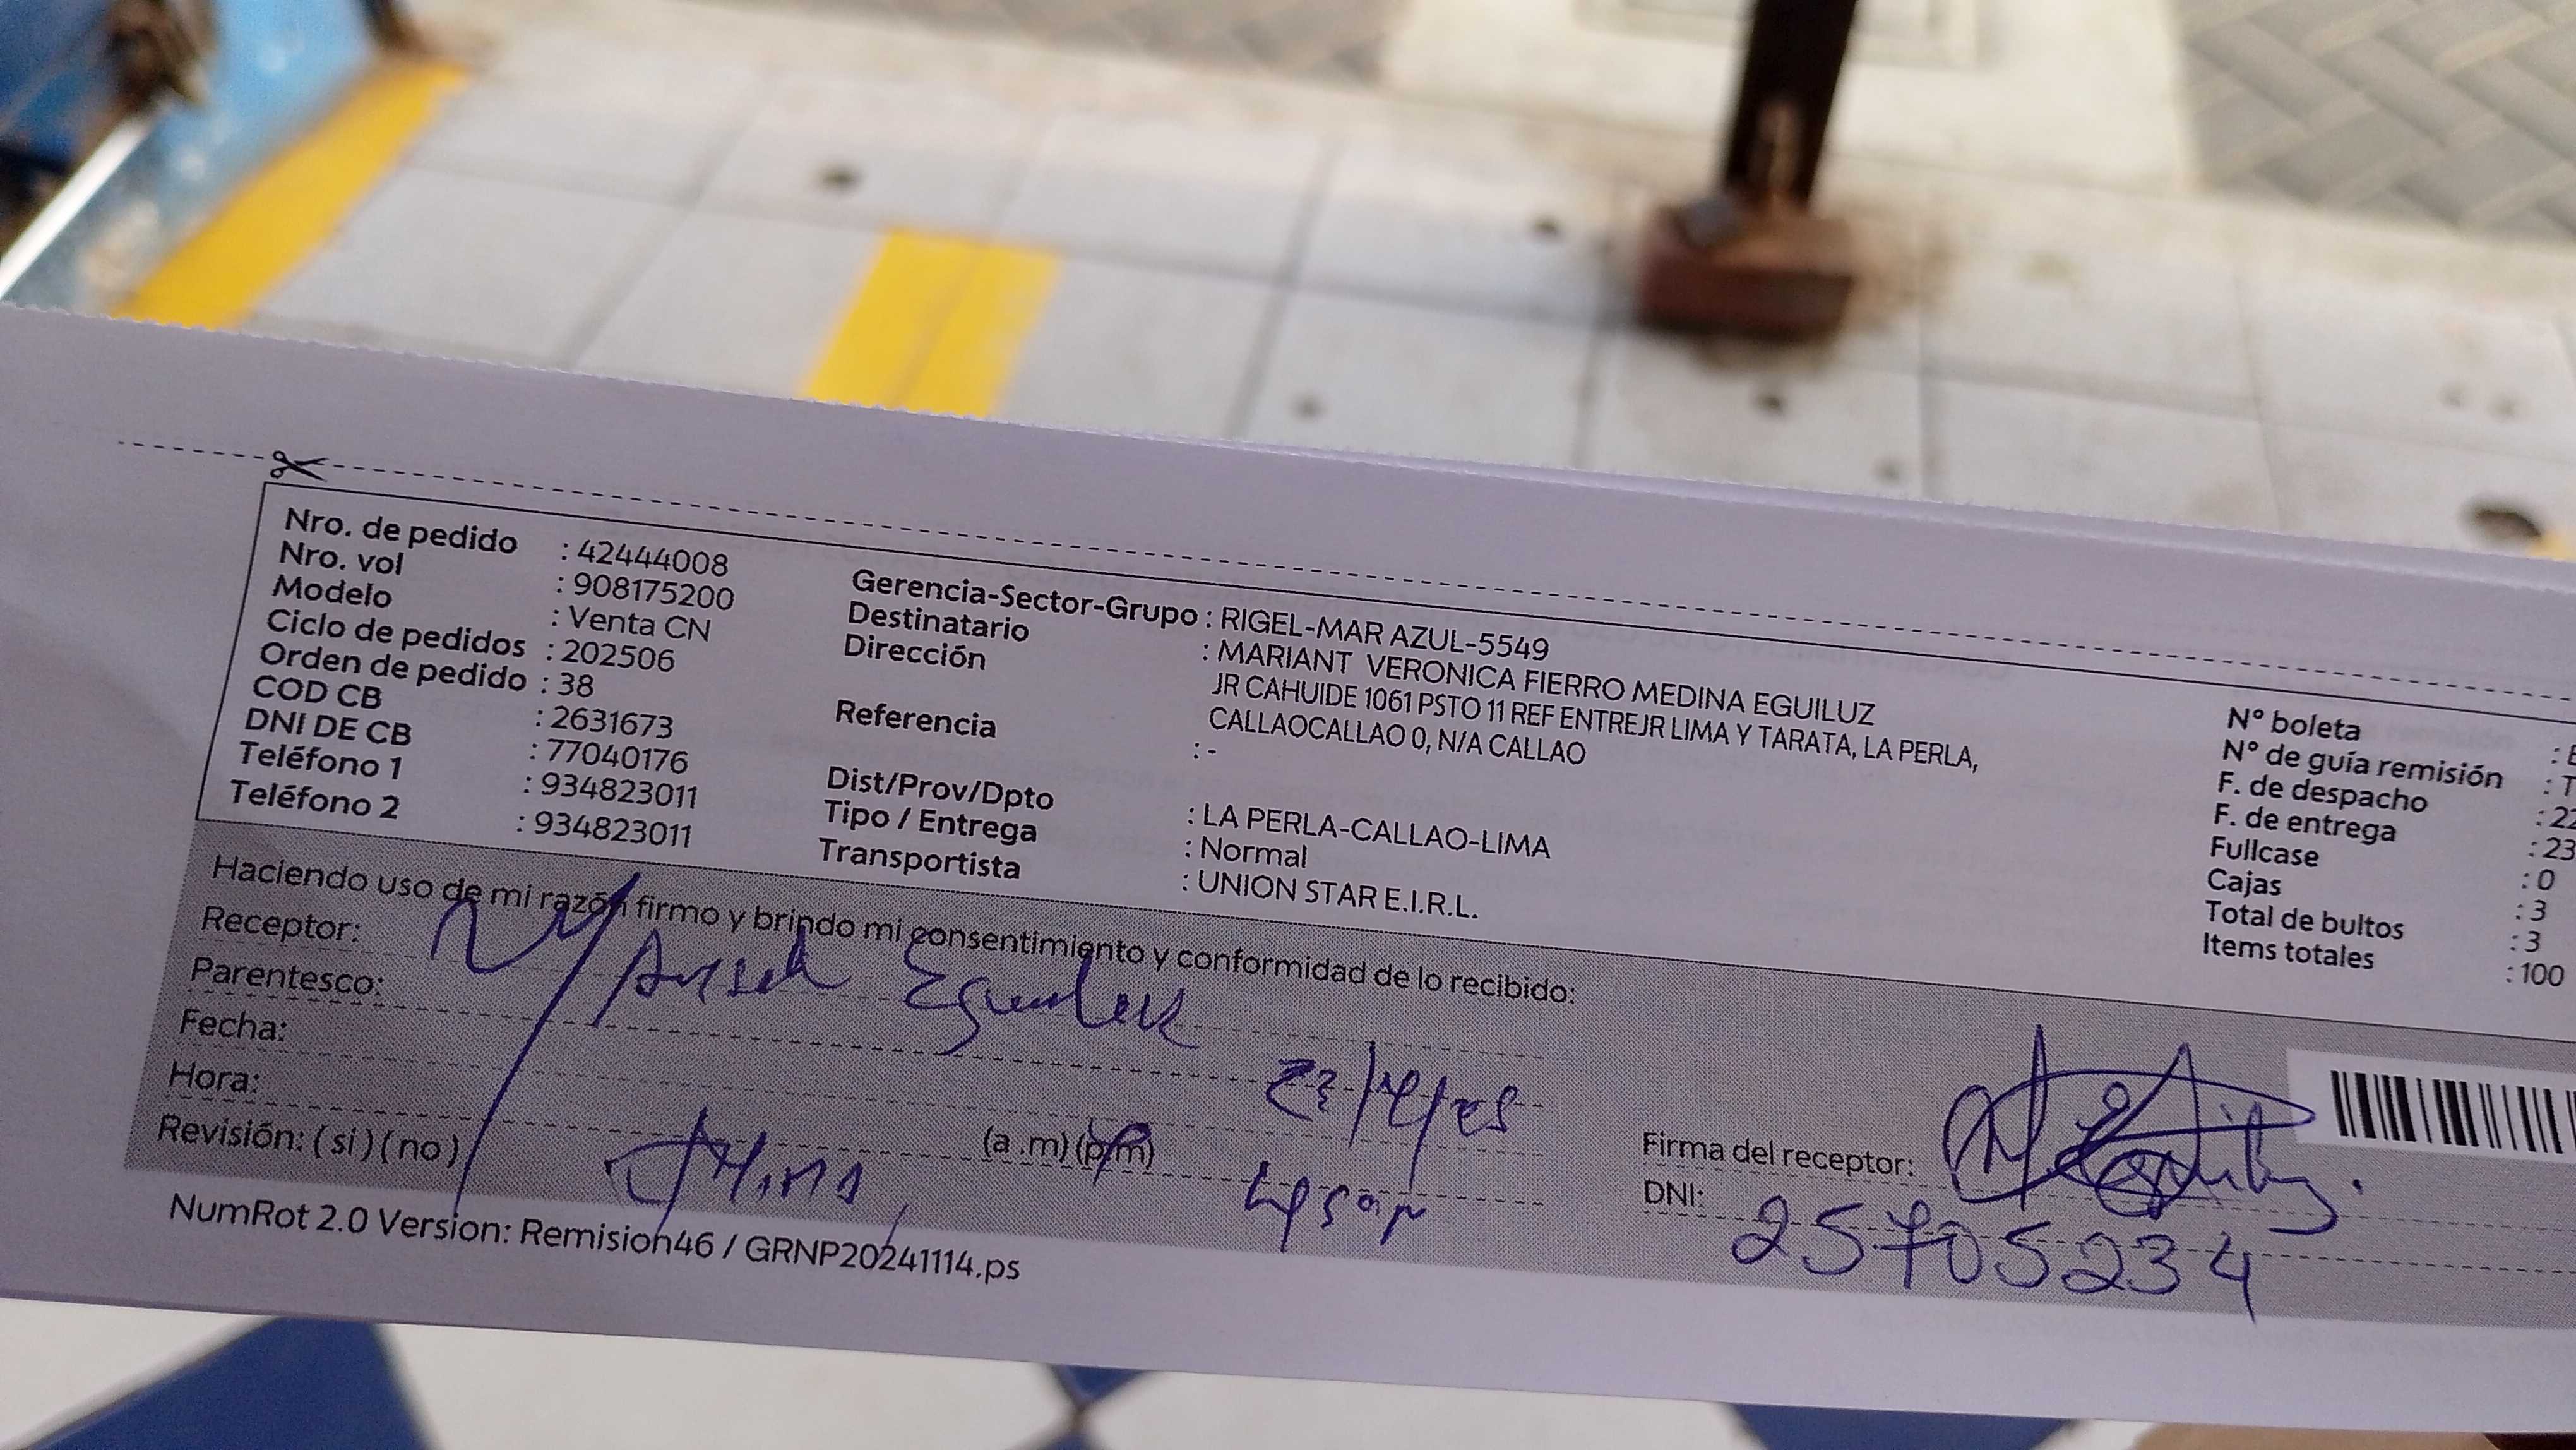 Nro. de pedido : 42444008
Nro. vol : 908175200
Modelo : Venta CN
Ciclo de pedidos : 202506
Orden de pedido : 38
COD CB : 2631673
DNI DE CB : 77040176
Teléfono 1 : 934823011
Teléfono 2 : 934823011
Gerencia-Sector-Grupo : RIGEL-MAR AZUL-5549
Destinatario : MARIANT VERONICA FIERRO MEDINA EGUILUZ
Dirección JR CAHUIDE 1061 PSTO 11 REF ENTREJR LIMA Y TARATA, LA PERLA,
CALLAOCALLAO 0, N/A CALLAO
Referencia : -
Dist/Prov/Dpto : LA PERLA-CALLAO-LIMA
Tipo / Entrega : Normal
Transportista : UNION STAR E.I.R.L.
N° boleta : E
N° de guía remisión : T
F. de despacho : 22
F. de entrega : 23
Fullcase : 0
Cajas : 3
Total de bultos : 3
Items totales : 100
Haciendo uso de mi razón firmo y brindo mi consentimiento y conformidad de lo recibido:
Receptor:
Parentesco:
Fecha:
Hora: (a .m) (p.m)
Revisión: ( si ) ( no )
Firma del receptor:
DNI: 25705234
NumRot 2.0 Version: Remision46 / GRNP20241114.ps